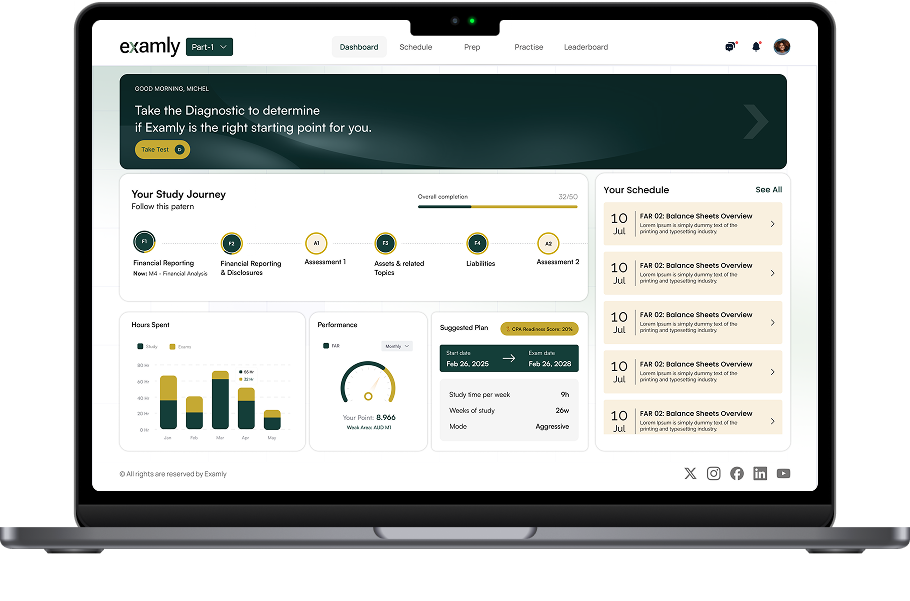 examly
Part-1
Dashboard
Schedule
Prep
Practise
Leaderboard
GOOD MORNING, MICHEL
Take the Diagnostic to determine
if Examly is the right starting point for you.
Take Test
Your Study Journey
Follow this patern
Overall completion
32/50
F1
F2
A1
F3
F4
A2
Financial Reporting
Now: M4 - Financial Analysis
Financial Reporting
& Disclosures
Assessment 1
Assets & related
Topics
Liabilities
Assessment 2
Your Schedule
See All
10
Jul
FAR 02: Balance Sheets Overview
Lorem Ipsum is simply dummy text of the
printing and typesetting industry.
10
Jul
FAR 02: Balance Sheets Overview
Lorem Ipsum is simply dummy text of the
printing and typesetting industry.
10
Jul
FAR 02: Balance Sheets Overview
Lorem Ipsum is simply dummy text of the
printing and typesetting industry.
10
Jul
FAR 02: Balance Sheets Overview
Lorem Ipsum is simply dummy text of the
printing and typesetting industry.
10
Jul
FAR 02: Balance Sheets Overview
Lorem Ipsum is simply dummy text of the
printing and typesetting industry.
Hours Spent
Study
Exams
80 Hr
60 Hr
40 Hr
20 Hr
0 Hr
Jan
Feb
Mar
Apr
May
Performance
FAR
Monthly
Your Point: 8.966
Weak Area: AUD M1
Suggested Plan
CPA Readiness Score: 20%
Start date
Feb 26, 2025
Exam date
Feb 26, 2028
Study time per week
9h
Weeks of study
26w
Mode
Aggressive
© All rights are reserved by Examly